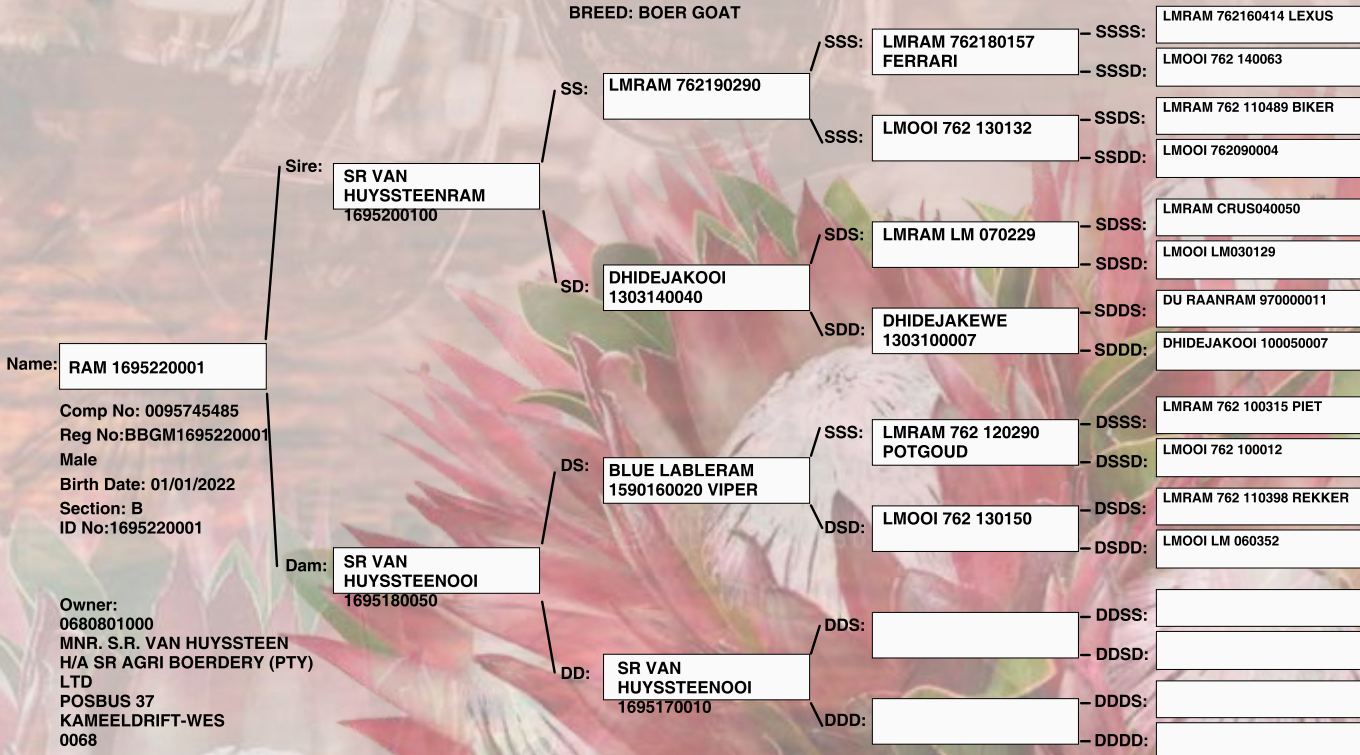 BREED: BOER GOAT
Name:
RAM 1695220001
Comp No: 0095745485
Reg No:BBGM1695220001
Male
Birth Date: 01/01/2022
Section: B
ID No:1695220001
Owner:
0680801000
MNR. S.R. VAN HUYSSTEEN
H/A SR AGRI BOERDERY (PTY)
LTD
POSBUS 37
KAMEELDRIFT-WES
0068
Sire:
SR VAN
HUYSSTEENRAM
1695200100
Dam:
SR VAN
HUYSSTEENOOI
1695180050
SS:
LMRAM 762190290
SD:
DHIDEJAKOOI
1303140040
DS:
BLUE LABLERAM
1590160020 VIPER
DD:
SR VAN
HUYSSTEENOOI
1695170010
SSS:
LMRAM 762180157
FERRARI
SSS:
LMOOI 762 130132
SDS:
LMRAM LM 070229
SDD:
DHIDEJAKEWE
1303100007
SSS:
LMRAM 762 120290
POTGOUD
DSD:
LMOOI 762 130150
DDS:
DDD:
SSSS:
LMRAM 762160414 LEXUS
SSSD:
LMOOI 762 140063
SSDS:
LMRAM 762 110489 BIKER
SSDD:
LMOOI 762090004
SDSS:
LMRAM CRUS040050
SDSD:
LMOOI LM030129
SDDS:
DU RAANRAM 970000011
SDDD:
DHIDEJAKOOI 100050007
DSSS:
LMRAM 762 100315 PIET
DSSD:
LMOOI 762 100012
DSDS:
LMRAM 762 110398 REKKER
DSDD:
LMOOI LM 060352
DDSS:
DDSD:
DDDS:
DDDD: